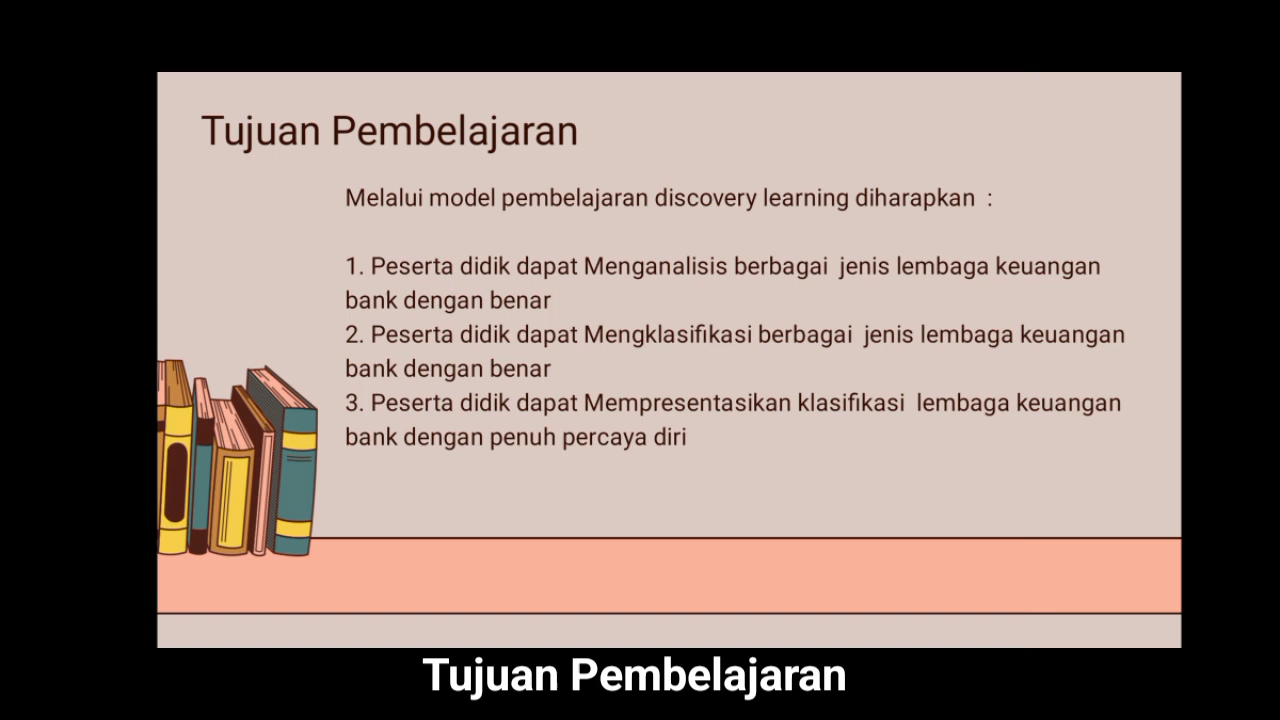 Tujuan Pembelajaran
Melalui model pembelajaran discovery learning diharapkan :
1. Peserta didik dapat Menganalisis berbagai jenis lembaga keuangan
bank dengan benar
2. Peserta didik dapat Mengklasifikasi berbagai jenis lembaga keuangan
bank dengan benar
3. Peserta didik dapat Mempresentasikan klasifikasi lembaga keuangan
bank dengan penuh percaya diri
Tujuan Pembelajaran